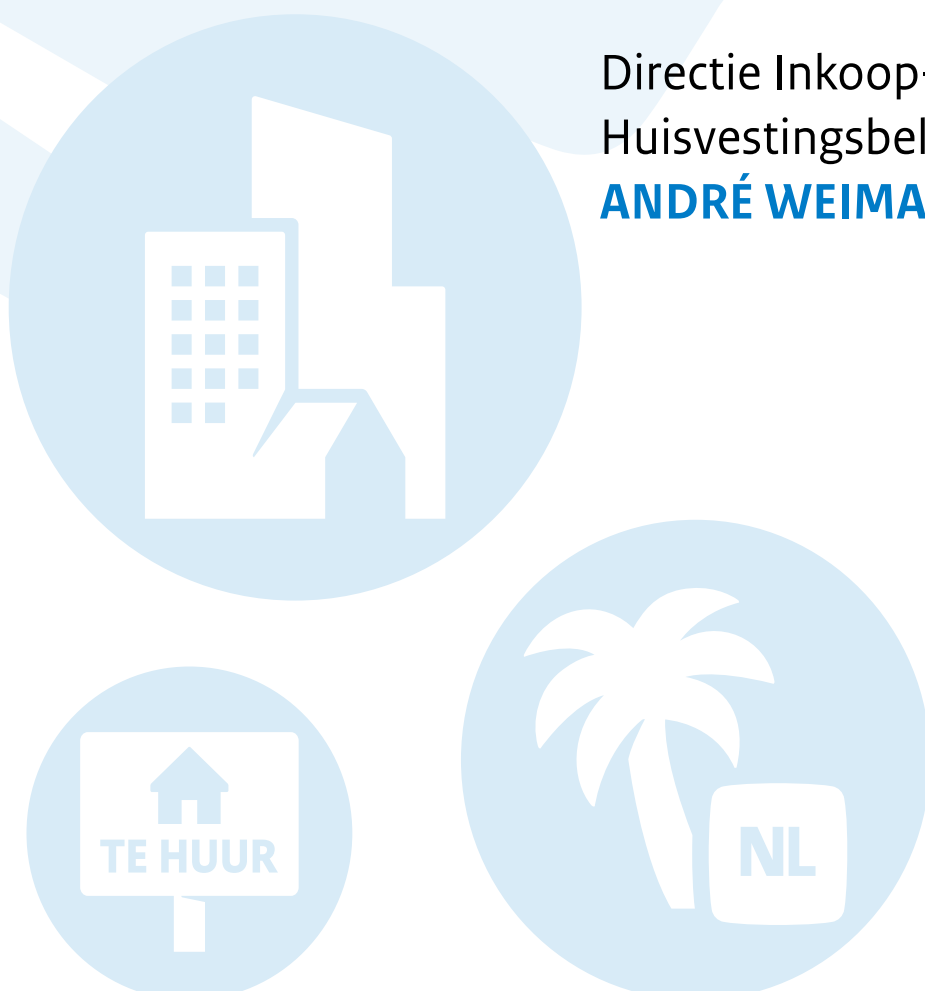 Directie Inkoop-
Huisvestingsbel
ANDRÉ WEIMA
TE HUUR
NL